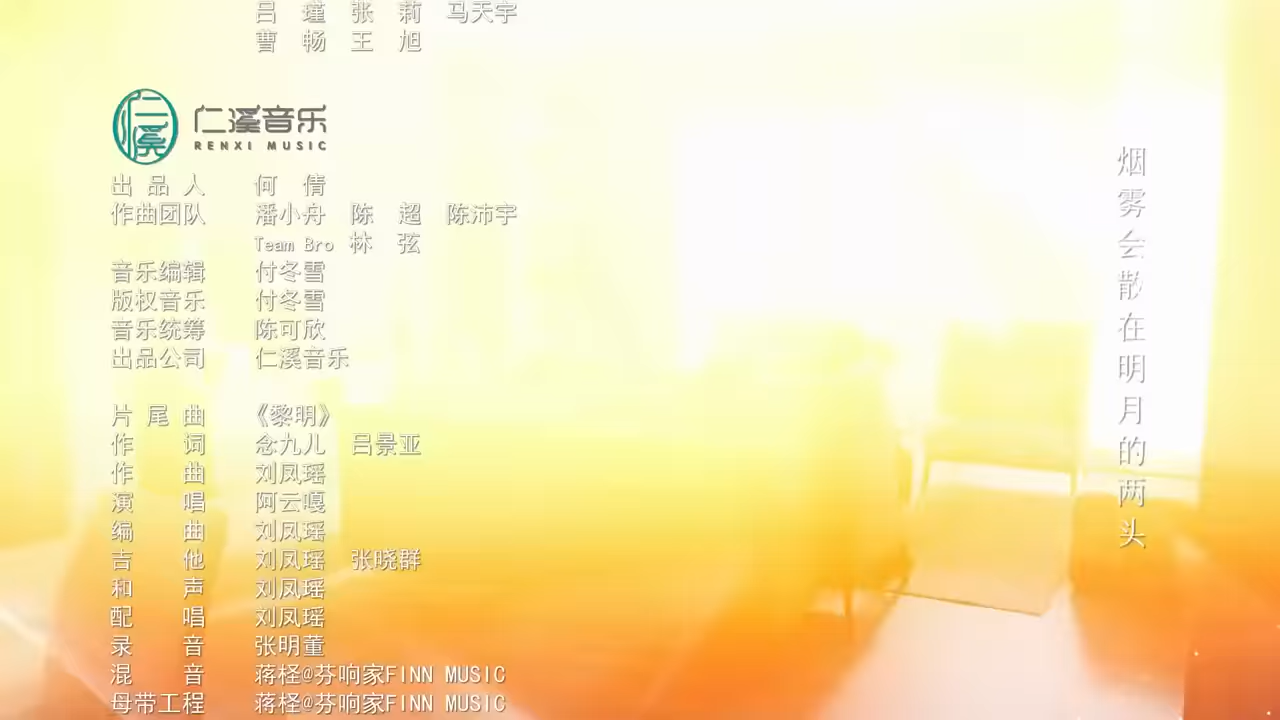 吕 瑾 张 莉 马天宇
曹 畅 王 旭
仁溪
仁溪音乐
RENXI MUSIC
出品人 何 倩
作曲团队 潘小舟 陈 超 陈沛宇
Team Bro 林 弦
音乐编辑 付冬雪
版权音乐 付冬雪
音乐统筹 陈可欣
出品公司 仁溪音乐
片尾曲 《黎明》
作 词 念九儿 吕景亚
作 曲 刘凤瑶
演 唱 阿云嘎
编 曲 刘凤瑶
吉 他 刘凤瑶 张晓群
和 声 刘凤瑶
配 唱 刘凤瑶
录 音 张明董
混 音 蒋柽@芬响家FINN MUSIC
母带工程 蒋柽@芬响家FINN MUSIC
烟雾会散在明月的两头